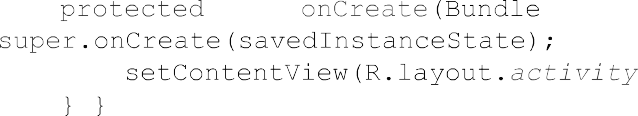 protected onCreate(Bundle
super.onCreate(savedInstanceState);
setContentView(R.layout.activity
} }